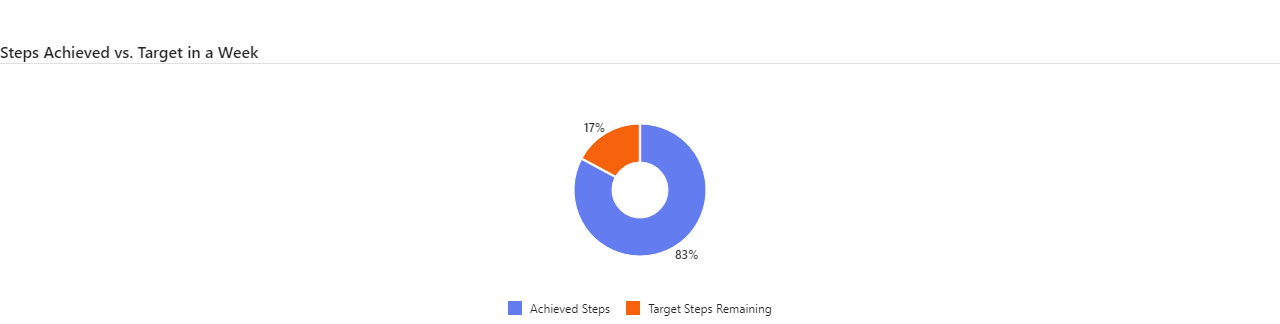 Steps Achieved vs. Target in a Week
17%
83%
Achieved Steps
Target Steps Remaining